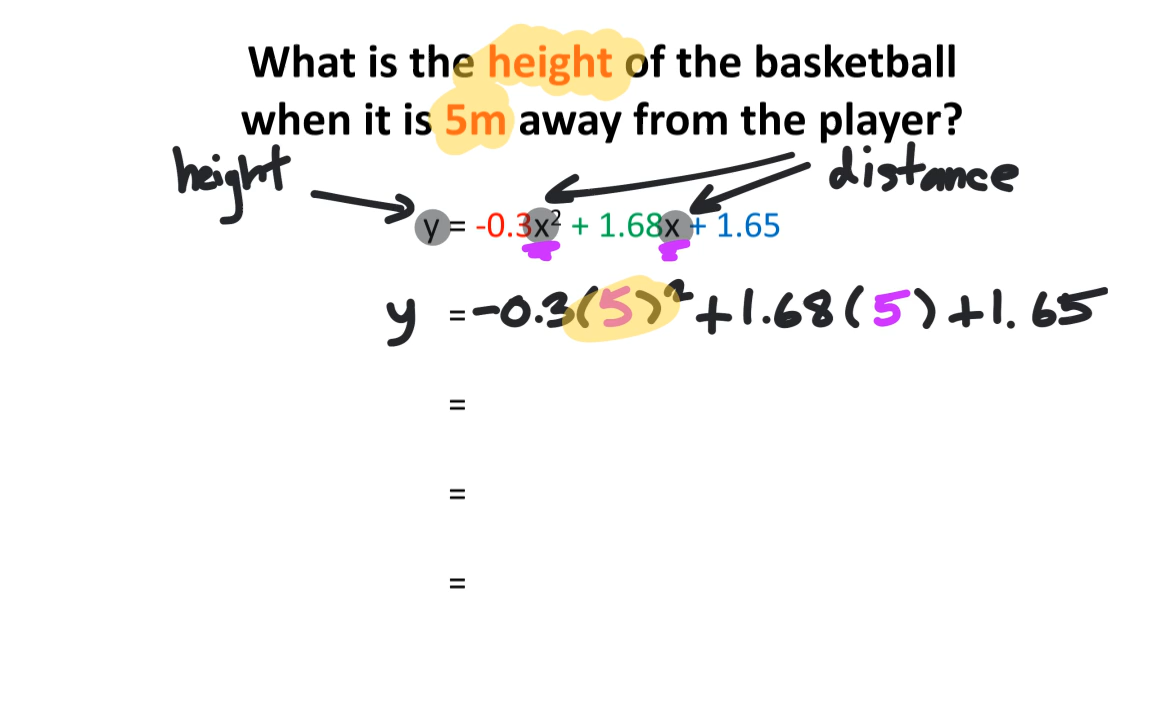 What is the height of the basketball
when it is 5m away from the player?
height
distance
y = -0.3x² + 1.68x + 1.65
y = -0.3(5)² + 1.68(5) + 1.65
=
=
=